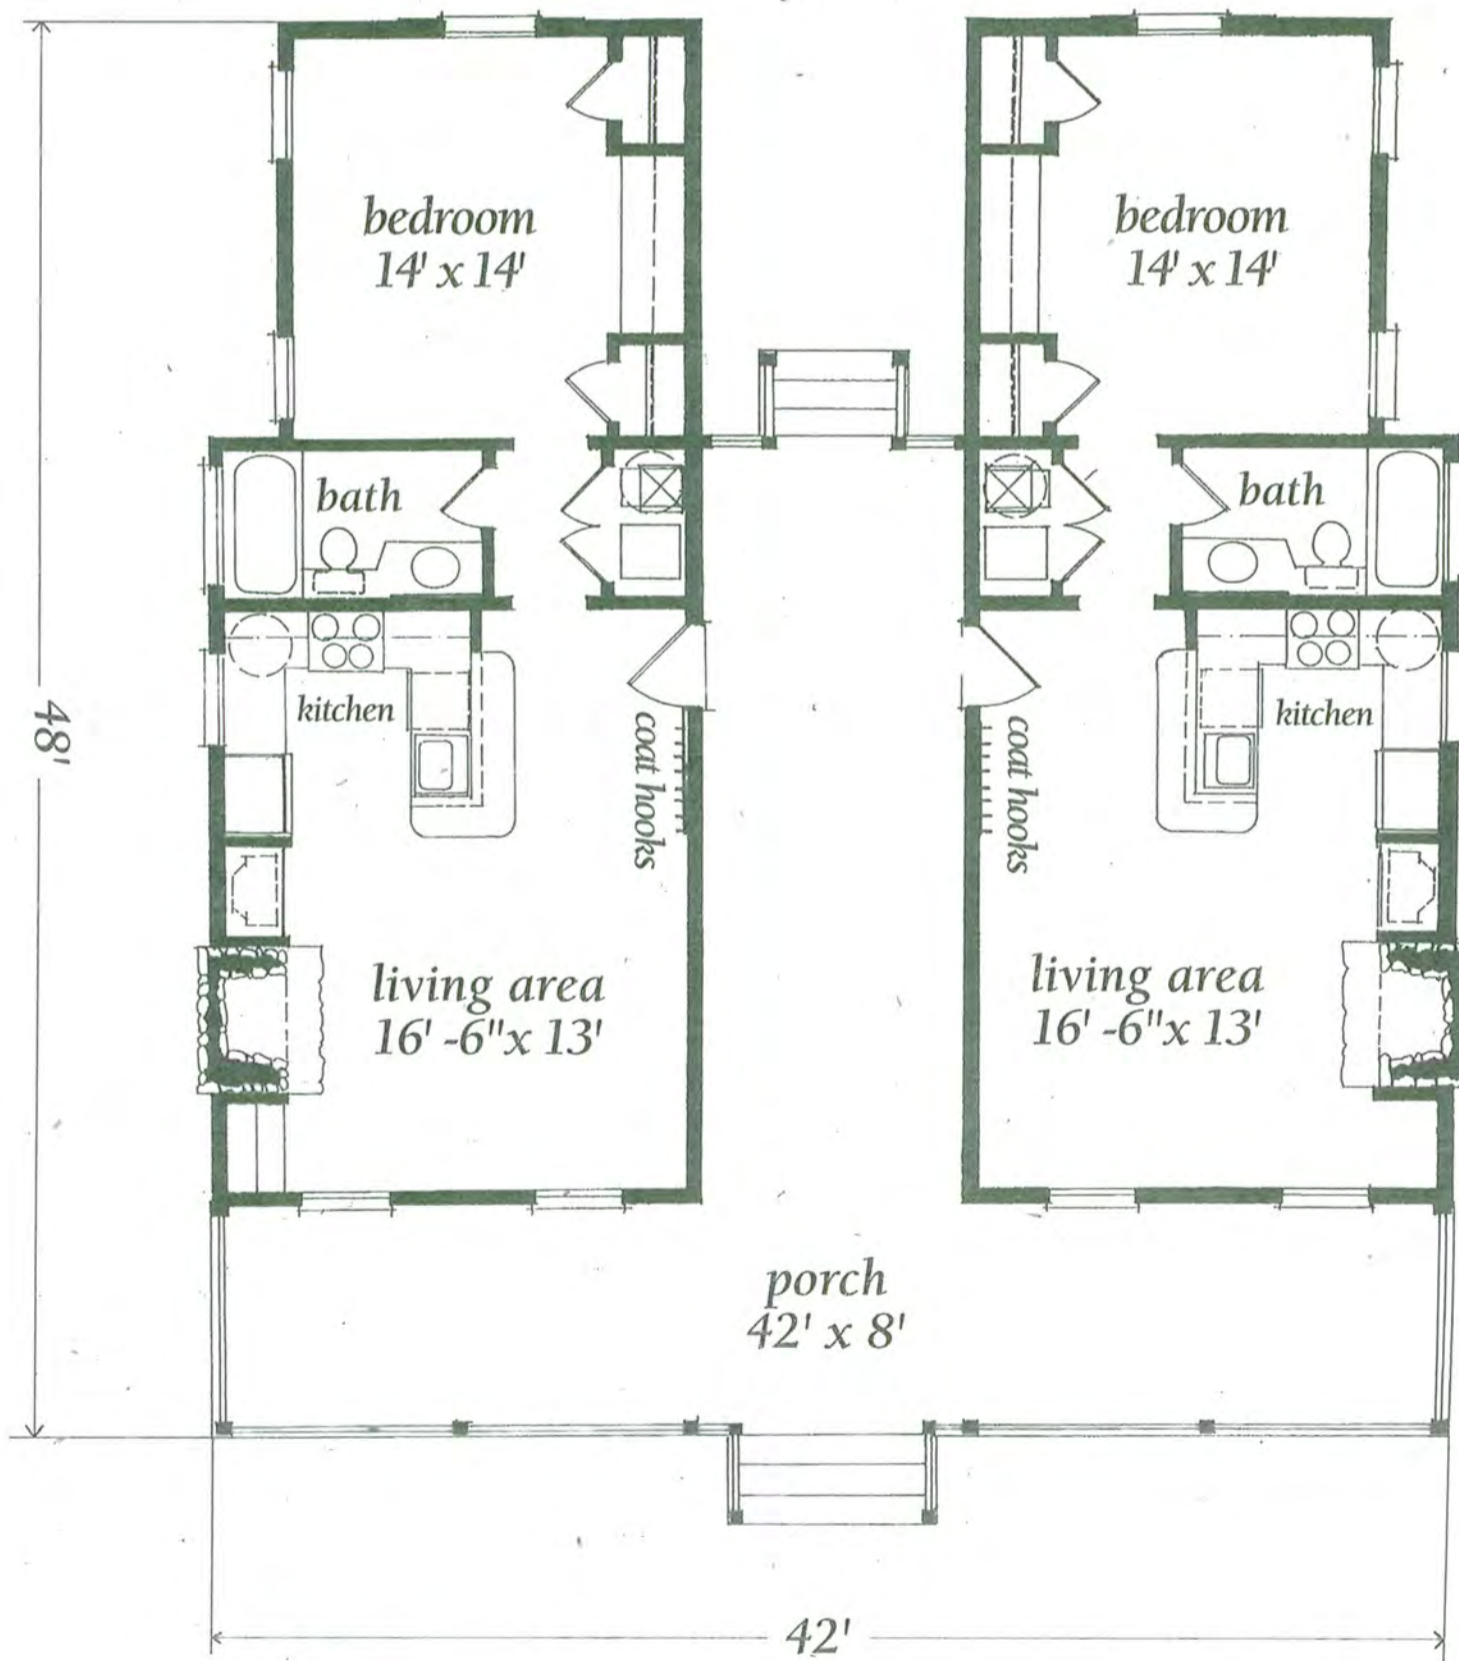 bedroom
14' x 14'
bedroom
14' x 14'
bath
bath
kitchen
kitchen
48'
coat hooks
coat hooks
living area
16' -6"x 13'
living area
16' -6"x 13'
porch
42' x 8'
42'